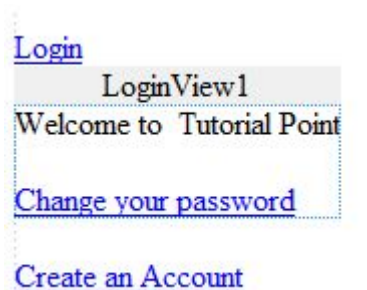 Login
LoginView1
Welcome to Tutorial Point
Change your password
Create an Account